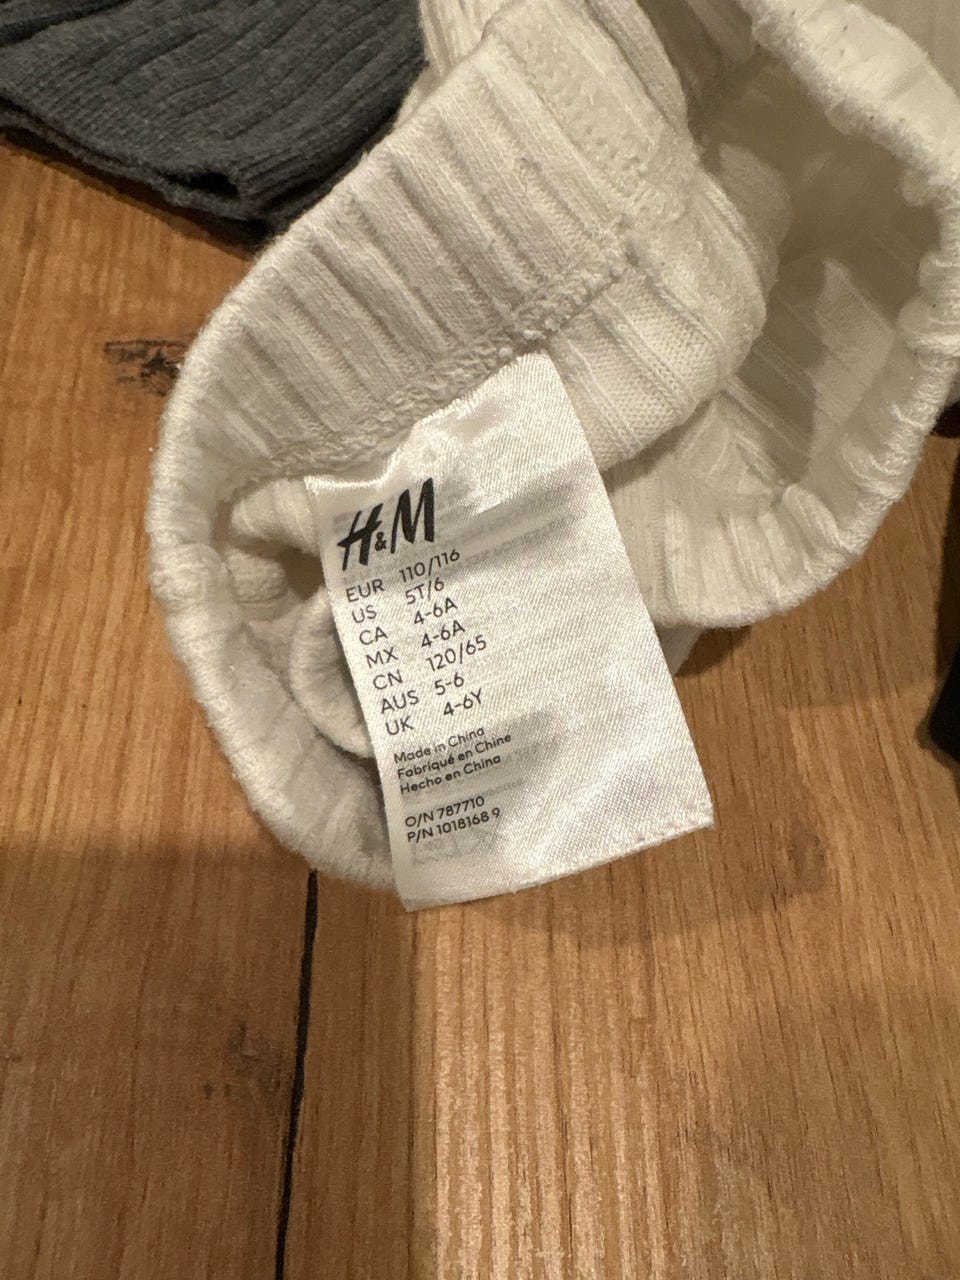 H&M
EUR 110/116
US 5T/6
CA 4-6A
MX 4-6A
CN 120/65
AUS 5-6
UK 4-6Y
Made in China
Fabriqué en Chine
Hecho en China
O/N 787710
P/N 1018168 9